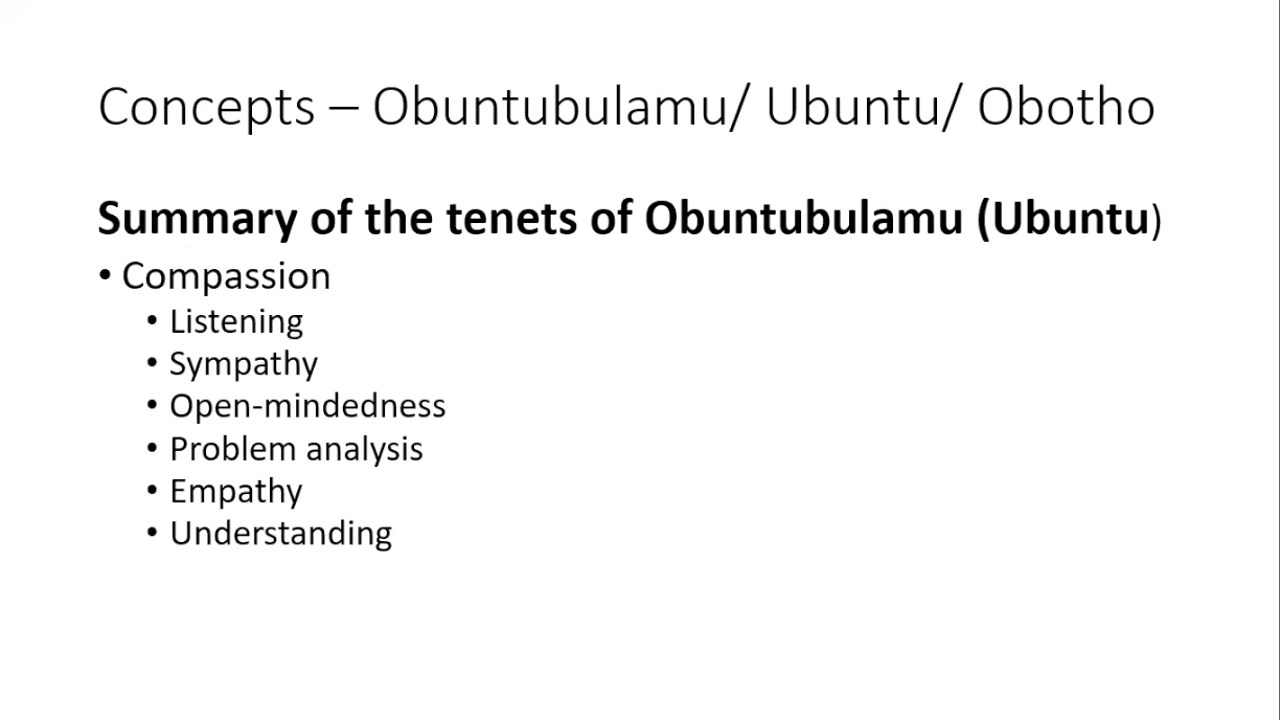 Concepts – Obuntubulamu/ Ubuntu/ Obotho
Summary of the tenets of Obuntubulamu (Ubuntu)
• Compassion
• Listening
• Sympathy
• Open-mindedness
• Problem analysis
• Empathy
• Understanding